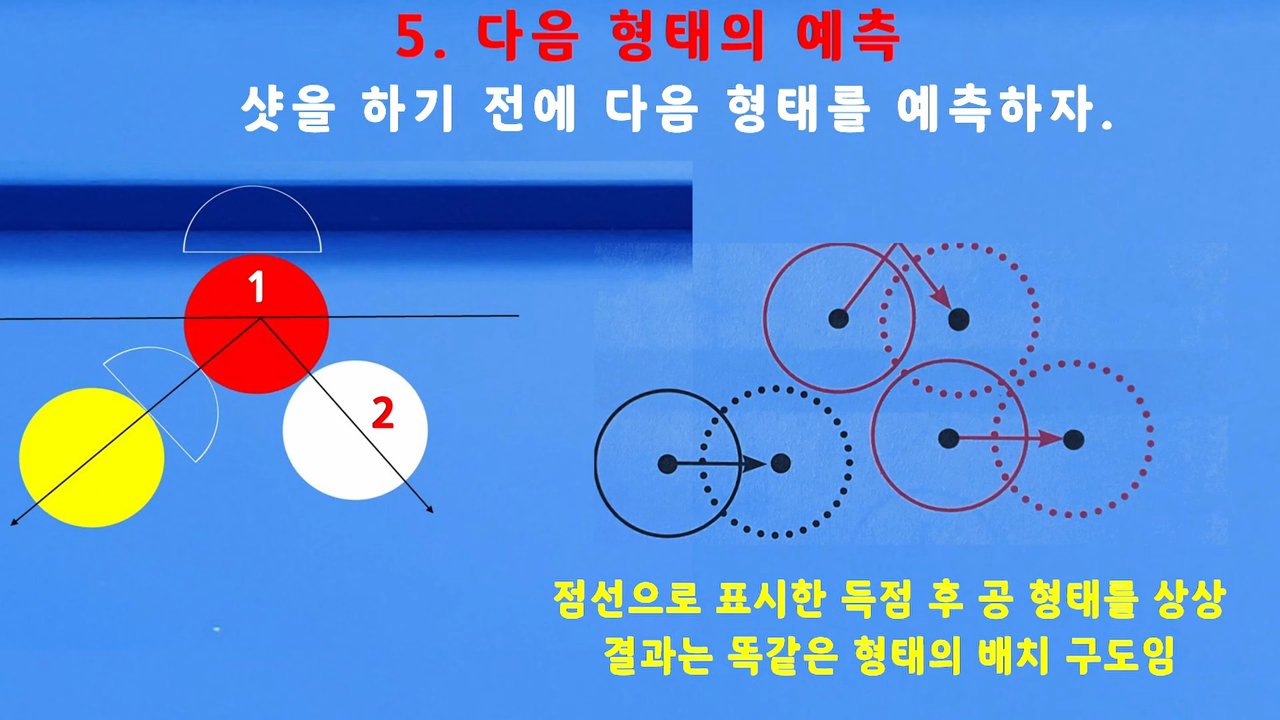 5. 다음 형태의 예측
샷을 하기 전에 다음 형태를 예측하자.
1
2
점선으로 표시한 득점 후 공 형태를 상상
결과는 똑같은 형태의 배치 구도임